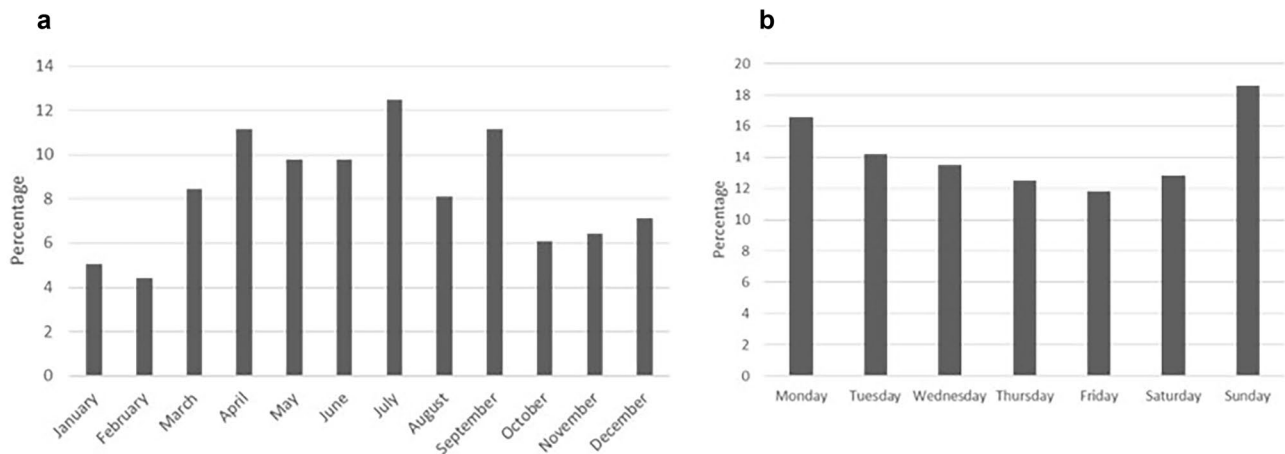 a
14
12
10
8
6
4
2
0
Percentage
January
February
March
April
May
June
July
August
September
October
November
December
b
20
18
16
14
12
10
8
6
4
2
0
Percentage
Monday Tuesday Wednesday Thursday Friday Saturday Sunday